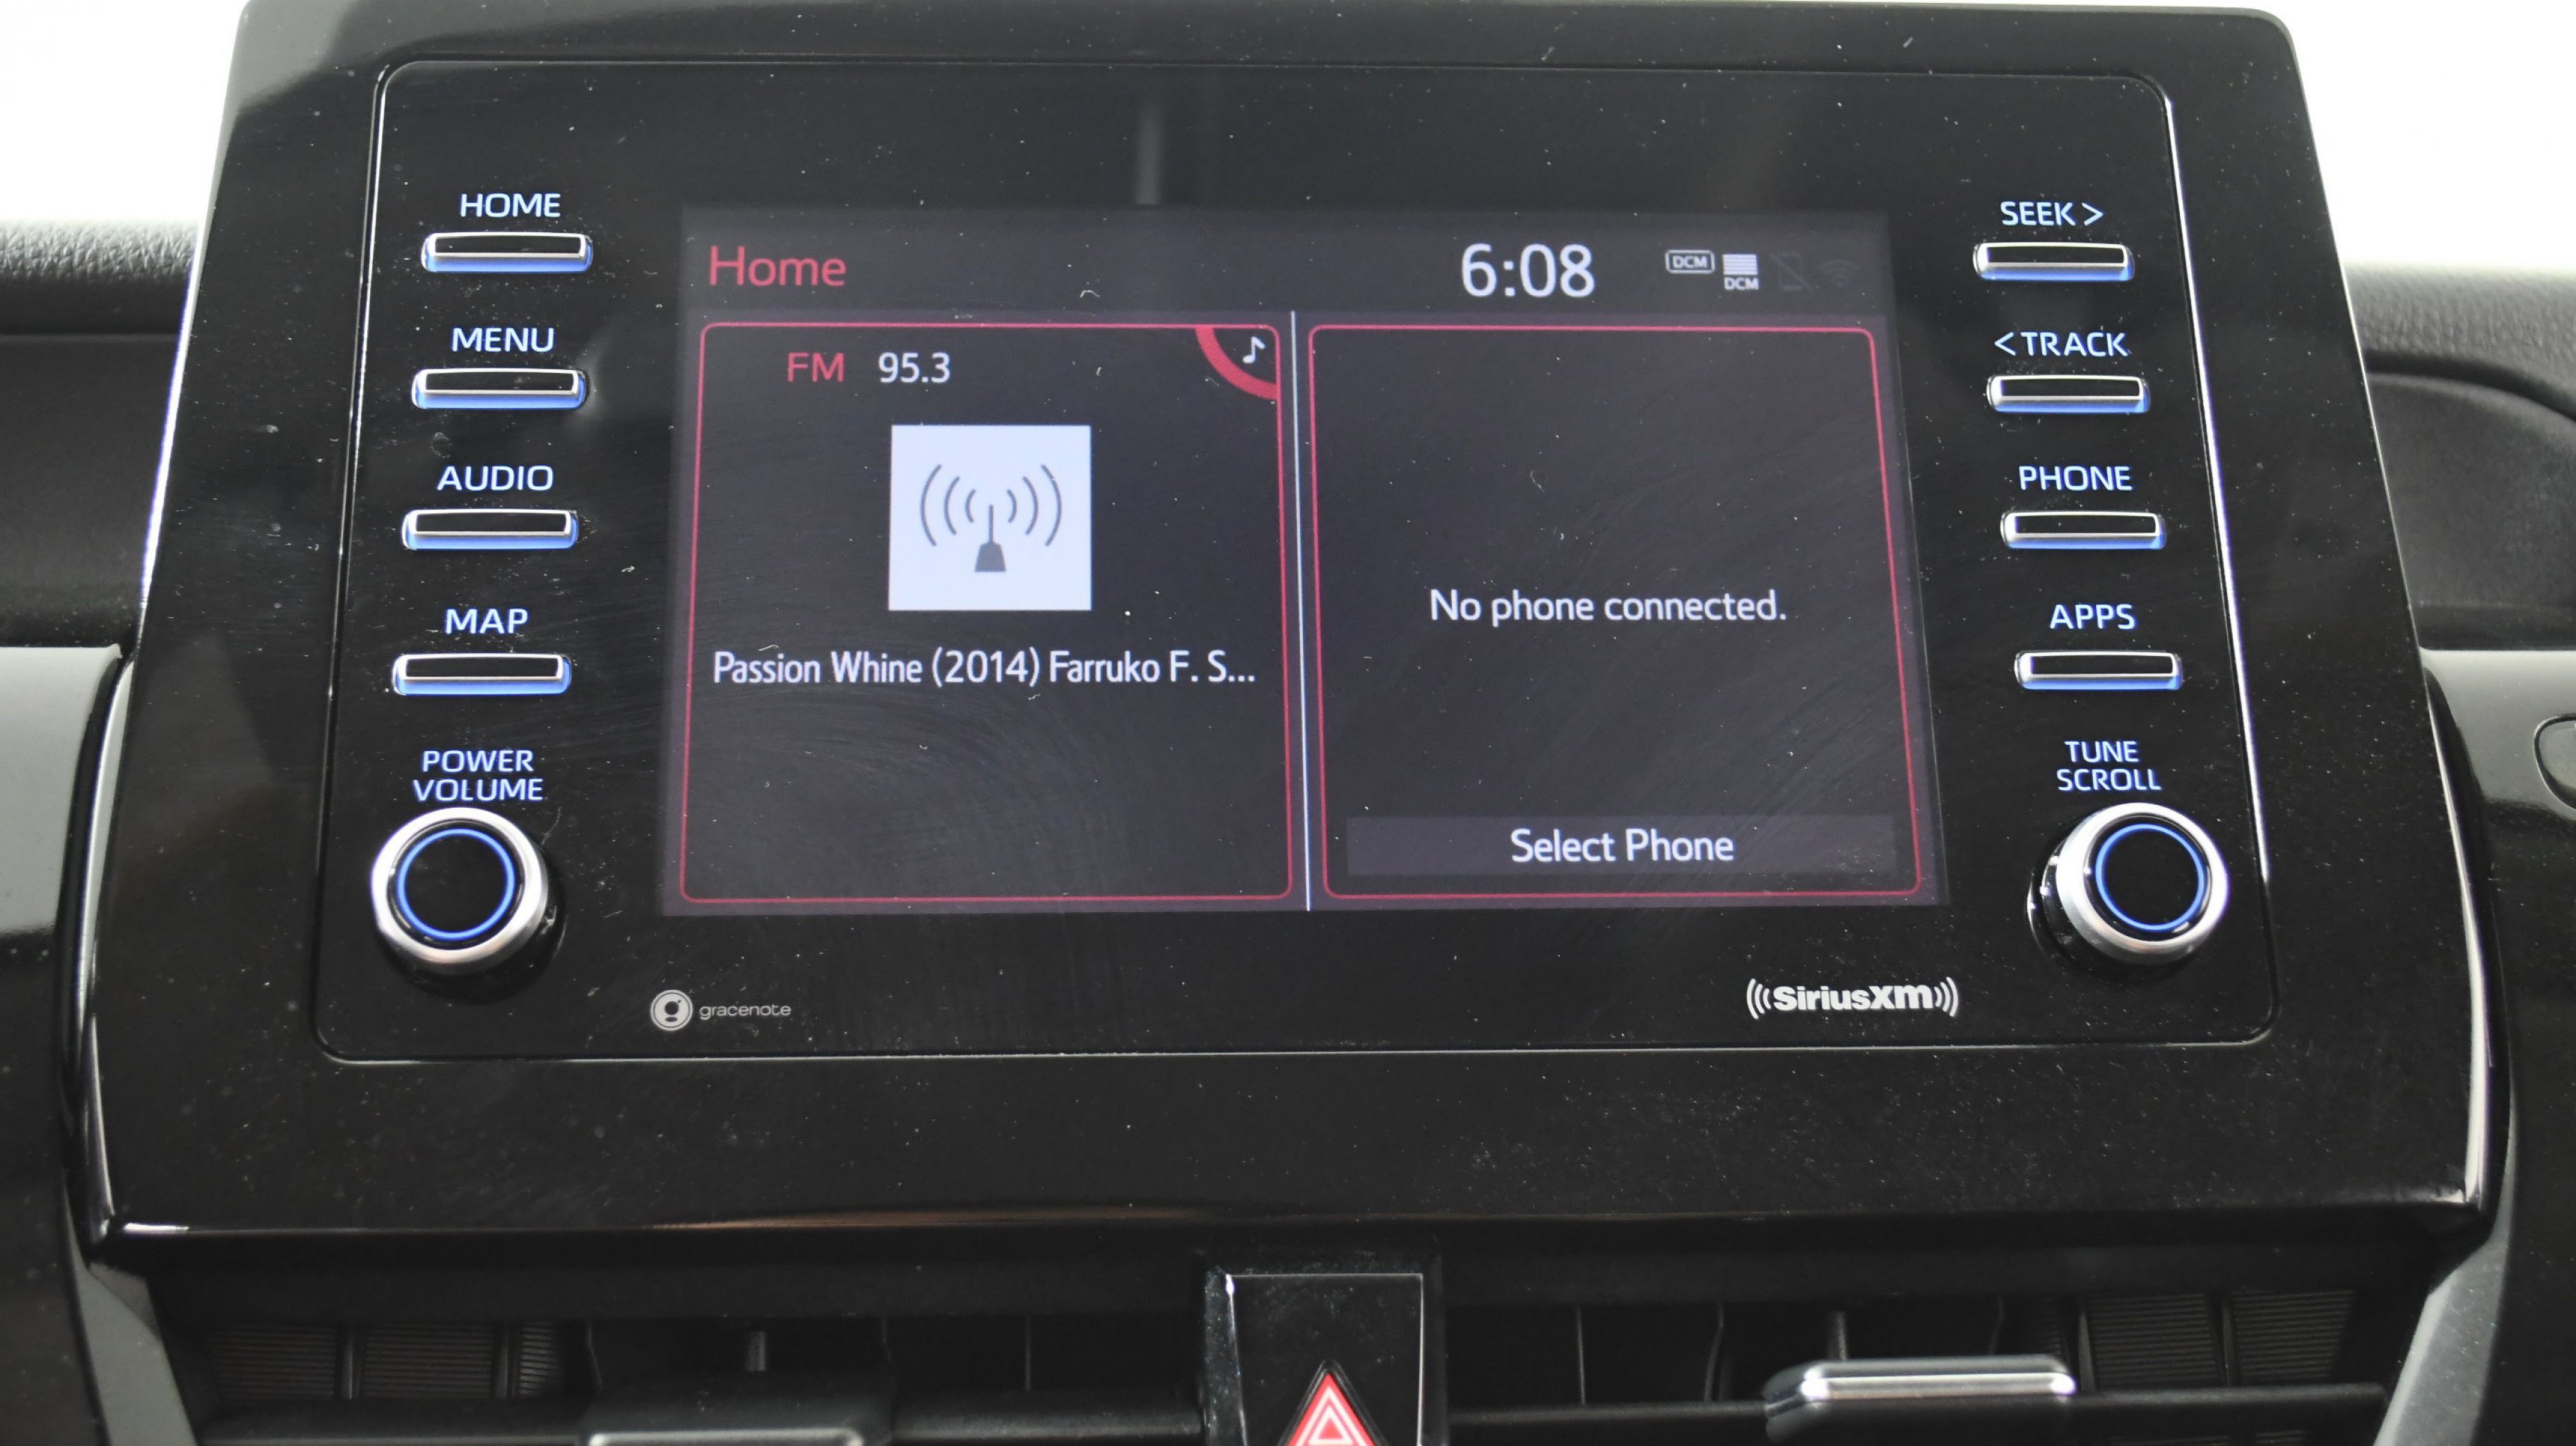 HOME
MENU
AUDIO
MAP
POWER
VOLUME
Home
6:08
DCM
DCM
FM 95.3
Passion Whine (2014) Farruko F. S...
No phone connected.
Select Phone
SEEK >
< TRACK
PHONE
APPS
TUNE
SCROLL
gracenote
SiriusXM